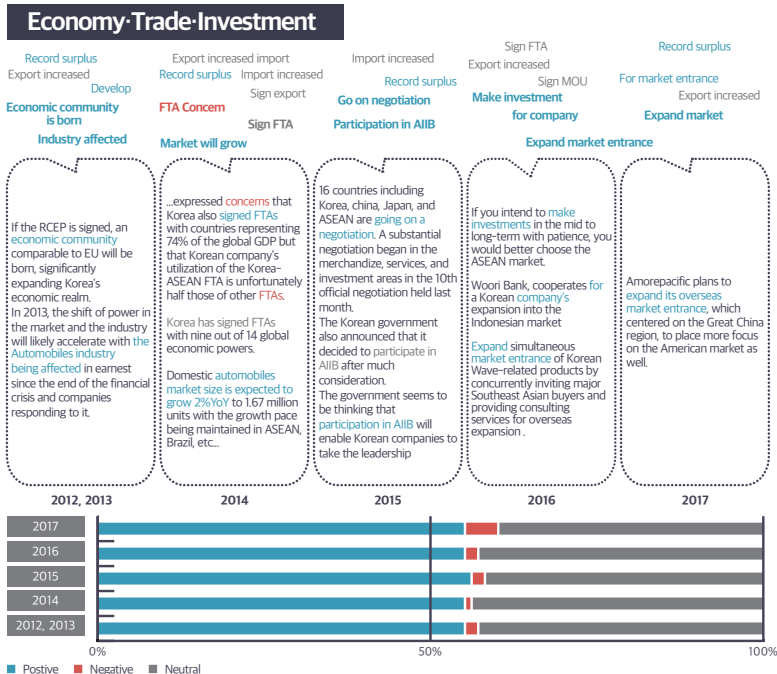 Economy·Trade·Investment
Record surplus
Export increased
Develop
Economic community
is born
Industry affected
Export increased import
Record surplus
Import increased
Sign export
FTA Concern
Sign FTA
Market will grow
Import increased
Record surplus
Go on negotiation
Participation in AIIB
Sign FTA
Export increased
Sign MOU
Make investment
for company
Expand market entrance
Record surplus
For market entrance
Export increased
Expand market
If the RCEP is signed, an
economic community
comparable to EU will be
born, significantly
expanding Korea's
economic realm.
In 2013, the shift of power in
the market and the industry
will likely accelerate with the
Automobiles industry
being affected in earnest
since the end of the financial
crisis and companies
responding to it.
...expressed concerns that
Korea also signed FTAs
with countries representing
74% of the global GDP but
that Korean company's
utilization of the Korea-
ASEAN FTA is unfortunately
half those of other FTAs.
Korea has signed FTAs
with nine out of 14 global
economic powers.
Domestic automobiles
market size is expected to
grow 2%YoY to 1.67 million
units with the growth pace
being maintained in ASEAN,
Brazil, etc...
16 countries including
Korea, china, Japan, and
ASEAN are going on a
negotiation. A substantial
negotiation began in the
merchandize, services, and
investment areas in the 10th
official negotiation held last
month.
The Korean government
also announced that it
decided to participate in
AIIB after much
consideration.
The government seems to
be thinking that
participation in AIIB will
enable Korean companies to
take the leadership
If you intend to make
investments in the mid to
long-term with patience, you
would better choose the
ASEAN market.
Woori Bank, cooperates for
a Korean company's
expansion into the
Indonesian market
Expand simultaneous
market entrance of Korean
Wave-related products by
concurrently inviting major
Southeast Asian buyers and
providing consulting
services for overseas
expansion .
Amorepacific plans to
expand its overseas
market entrance, which
centered on the Great China
region, to place more focus
on the American market as
well.
2012, 2013
2014
2015
2016
2017
2017
2016
2015
2014
2012, 2013
0%
50%
100%
Postive
Negative
Neutral